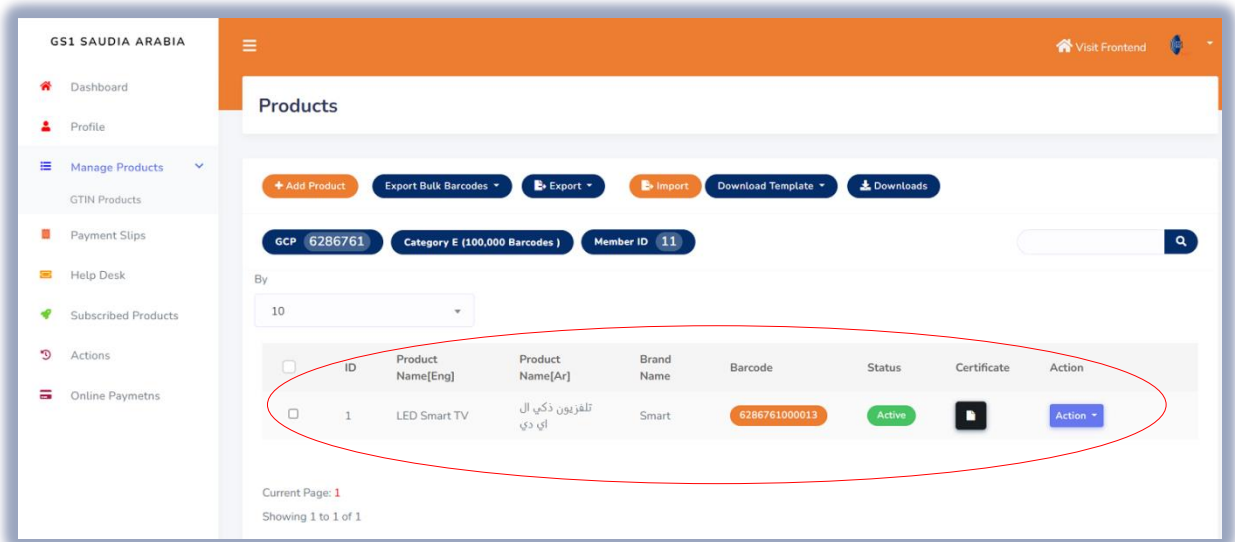 GS1 SAUDIA ARABIA
Visit Frontend
Dashboard
Profile
Manage Products
GTIN Products
Payment Slips
Help Desk
Subscribed Products
Actions
Online Paymetns
Products
+ Add Product
Export Bulk Barcodes
Export
Import
Download Template
Downloads
GCP 6286761
Category E (100,000 Barcodes )
Member ID 11
By
10
ID
Product Name[Eng]
Product Name[Ar]
Brand Name
Barcode
Status
Certificate
Action
1
LED Smart TV
تلفزيون ذكي ال
اي دي
Smart
6286761000013
Active
Action
Current Page: 1
Showing 1 to 1 of 1